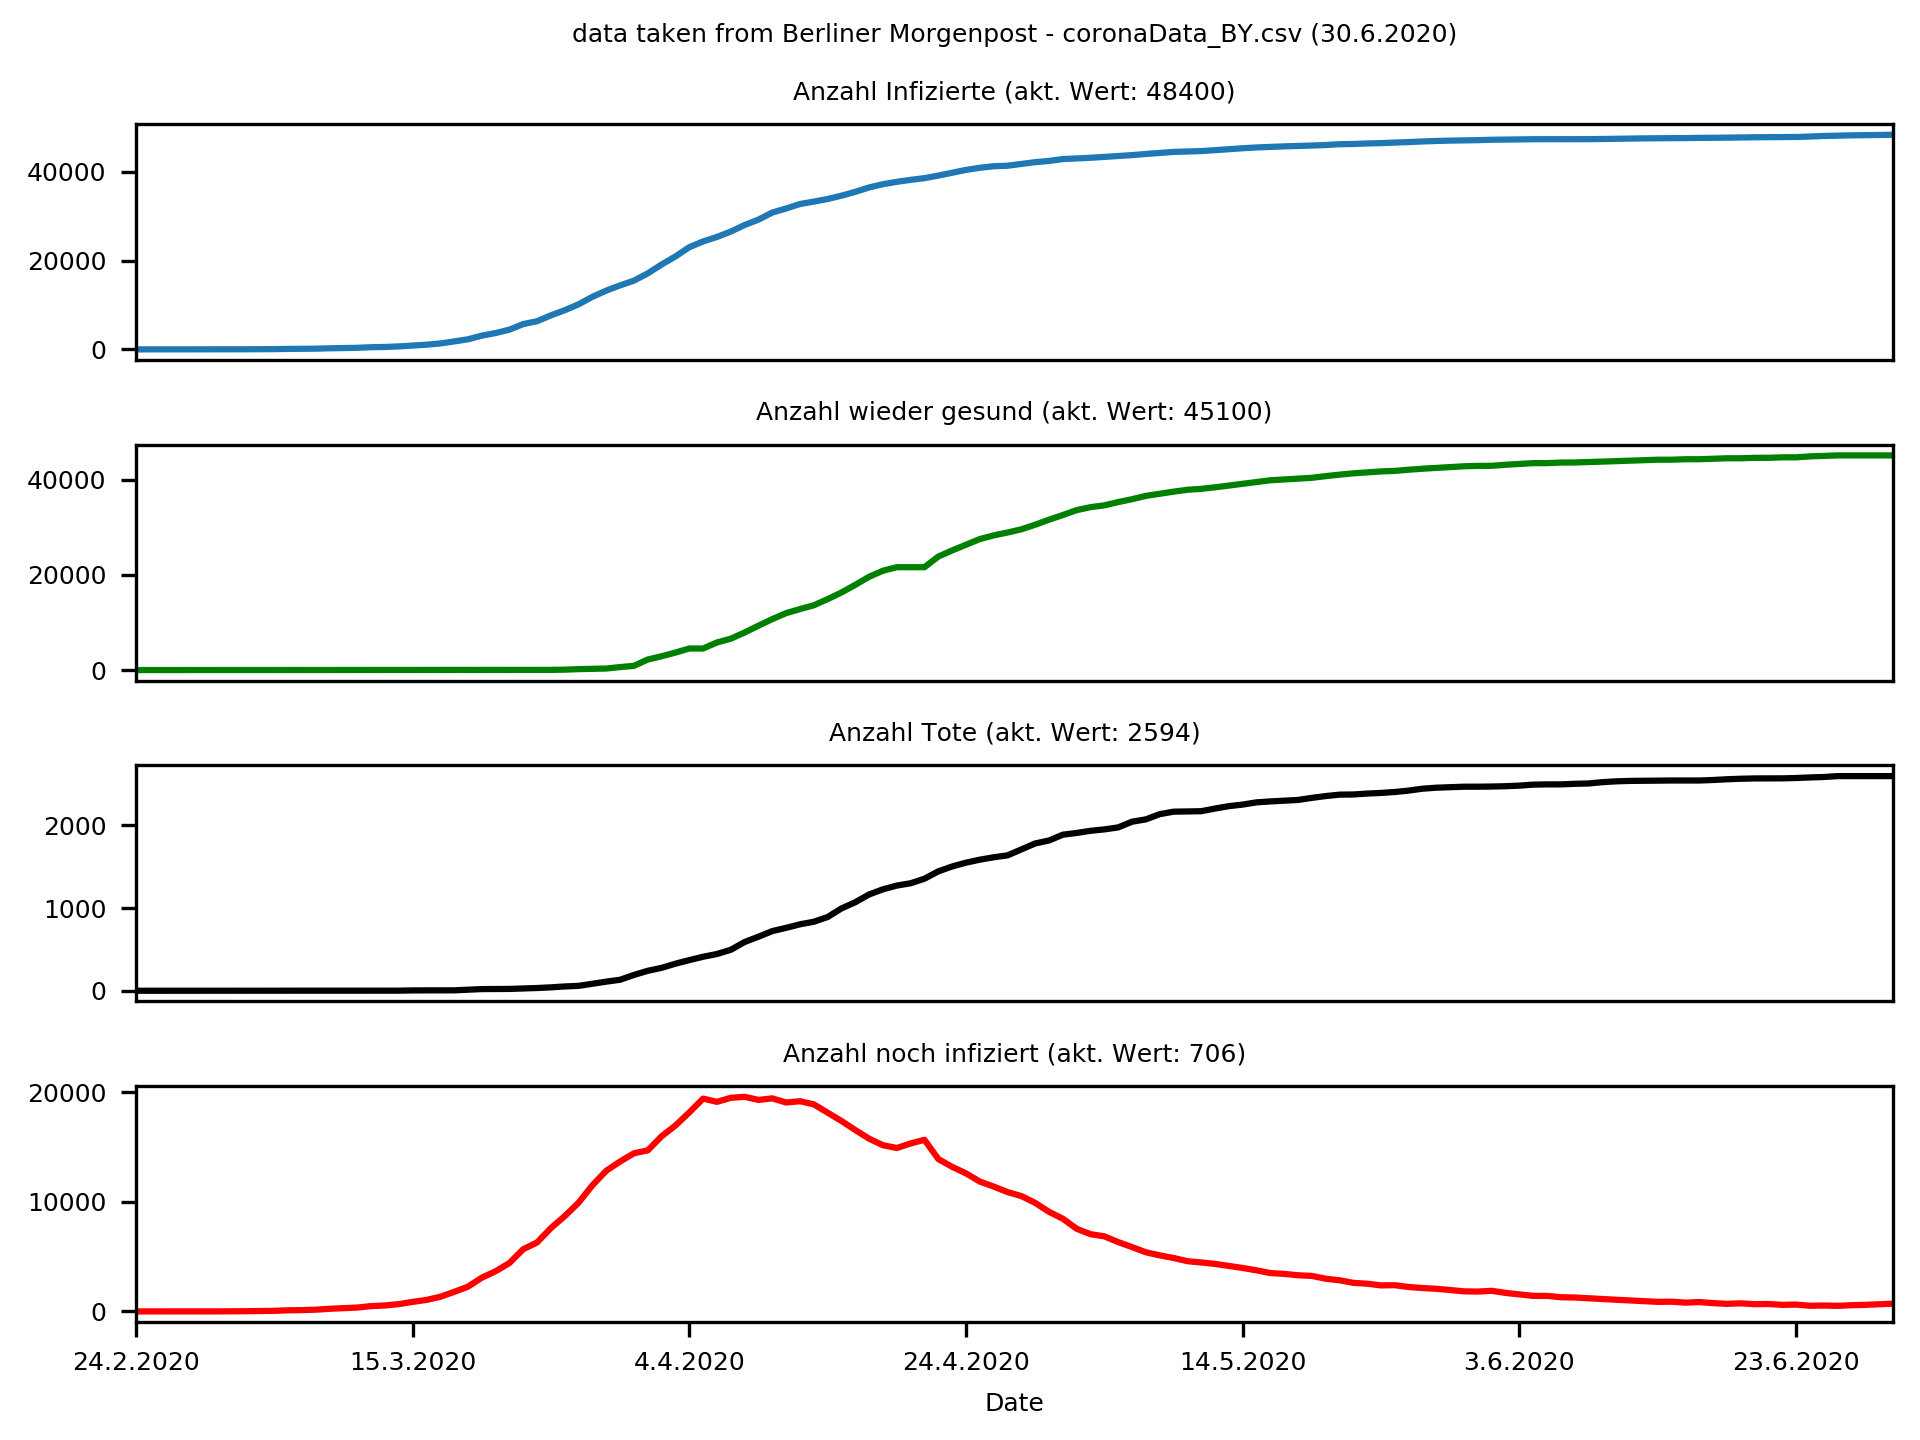 data taken from Berliner Morgenpost - coronaData_BY.csv (30.6.2020)
Anzahl Infizierte (akt. Wert: 48400)
40000
20000
0
Anzahl wieder gesund (akt. Wert: 45100)
40000
20000
0
Anzahl Tote (akt. Wert: 2594)
2000
1000
0
Anzahl noch infiziert (akt. Wert: 706)
20000
10000
0
24.2.2020 15.3.2020 4.4.2020 24.4.2020 14.5.2020 3.6.2020 23.6.2020
Date